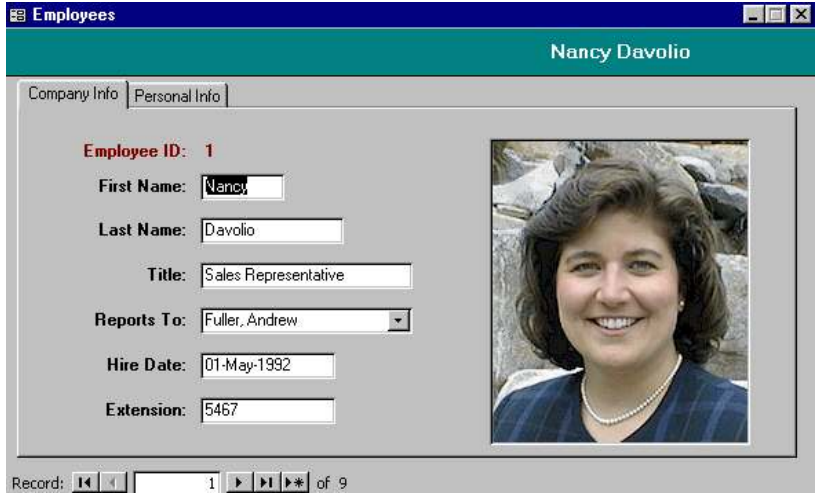 Employees
Nancy Davolio
Company Info Personal Info
Employee ID: 1
First Name: Nancy
Last Name: Davolio
Title: Sales Representative
Reports To: Fuller, Andrew
Hire Date: 01-May-1992
Extension: 5467
Record: 1 of 9